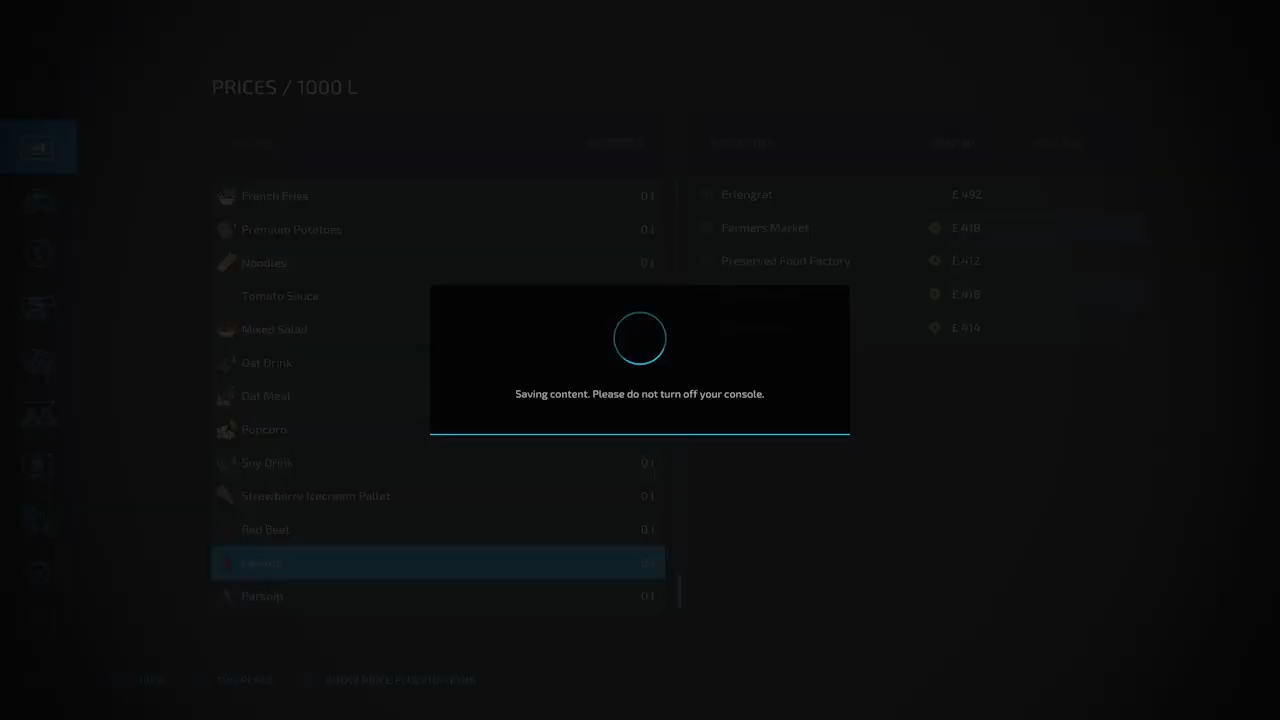 PRICES / 1000 L
French Fries 0 l
Erlengrat £ 492
Premium Potatoes 0 l
Farmers Market £ 418
Noodles 0 l
Preserved Food Factory £ 412
Tomato Sauce
£ 418
Mixed Salad
£ 414
Oat Drink
Oat Meal
Saving content. Please do not turn off your console.
Popcorn
Soy Drink 0 l
Strawberry Icecream Pallet 0 l
Red Beet 0 l
Parsnip 0 l